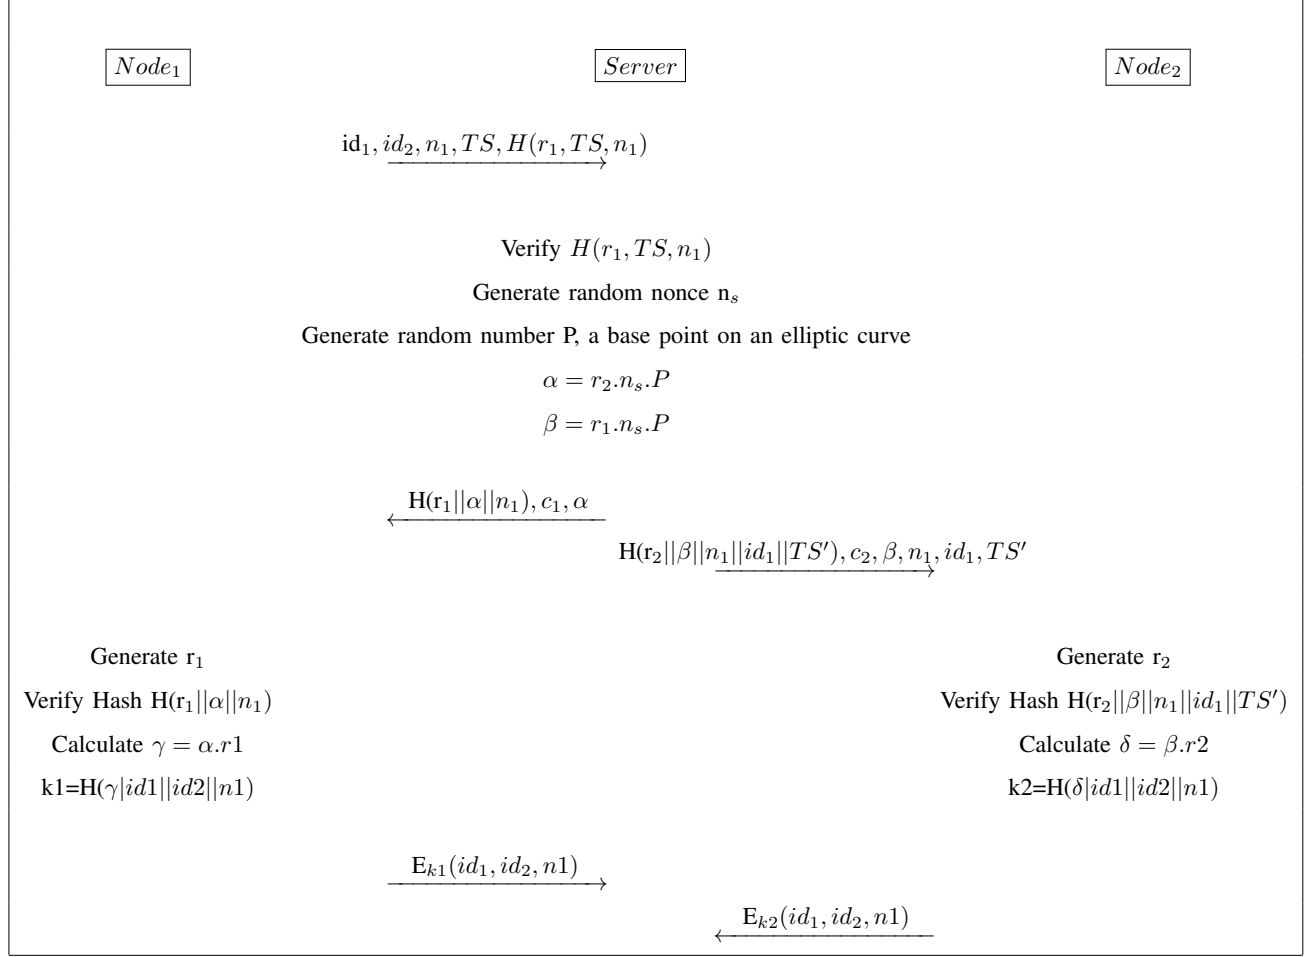 Node₁ Server Node₂
id₁, id₂, n₁, TS, H(r₁, TS, n₁)
Verify H(r₁, TS, n₁)
Generate random nonce nₛ
Generate random number P, a base point on an elliptic curve
α = r₂.nₛ.P
β = r₁.nₛ.P
H(r₁||α||n₁), c₁, α
H(r₂||β||n₁||id₁||TS′), c₂, β, n₁, id₁, TS′
Generate r₁ Generate r₂
Verify Hash H(r₁||α||n₁) Verify Hash H(r₂||β||n₁||id₁||TS′)
Calculate γ = α.r1 Calculate δ = β.r2
k1=H(γ|id1||id2||n1) k2=H(δ|id1||id2||n1)
Eₖ₁(id₁, id₂, n1)
Eₖ₂(id₁, id₂, n1)